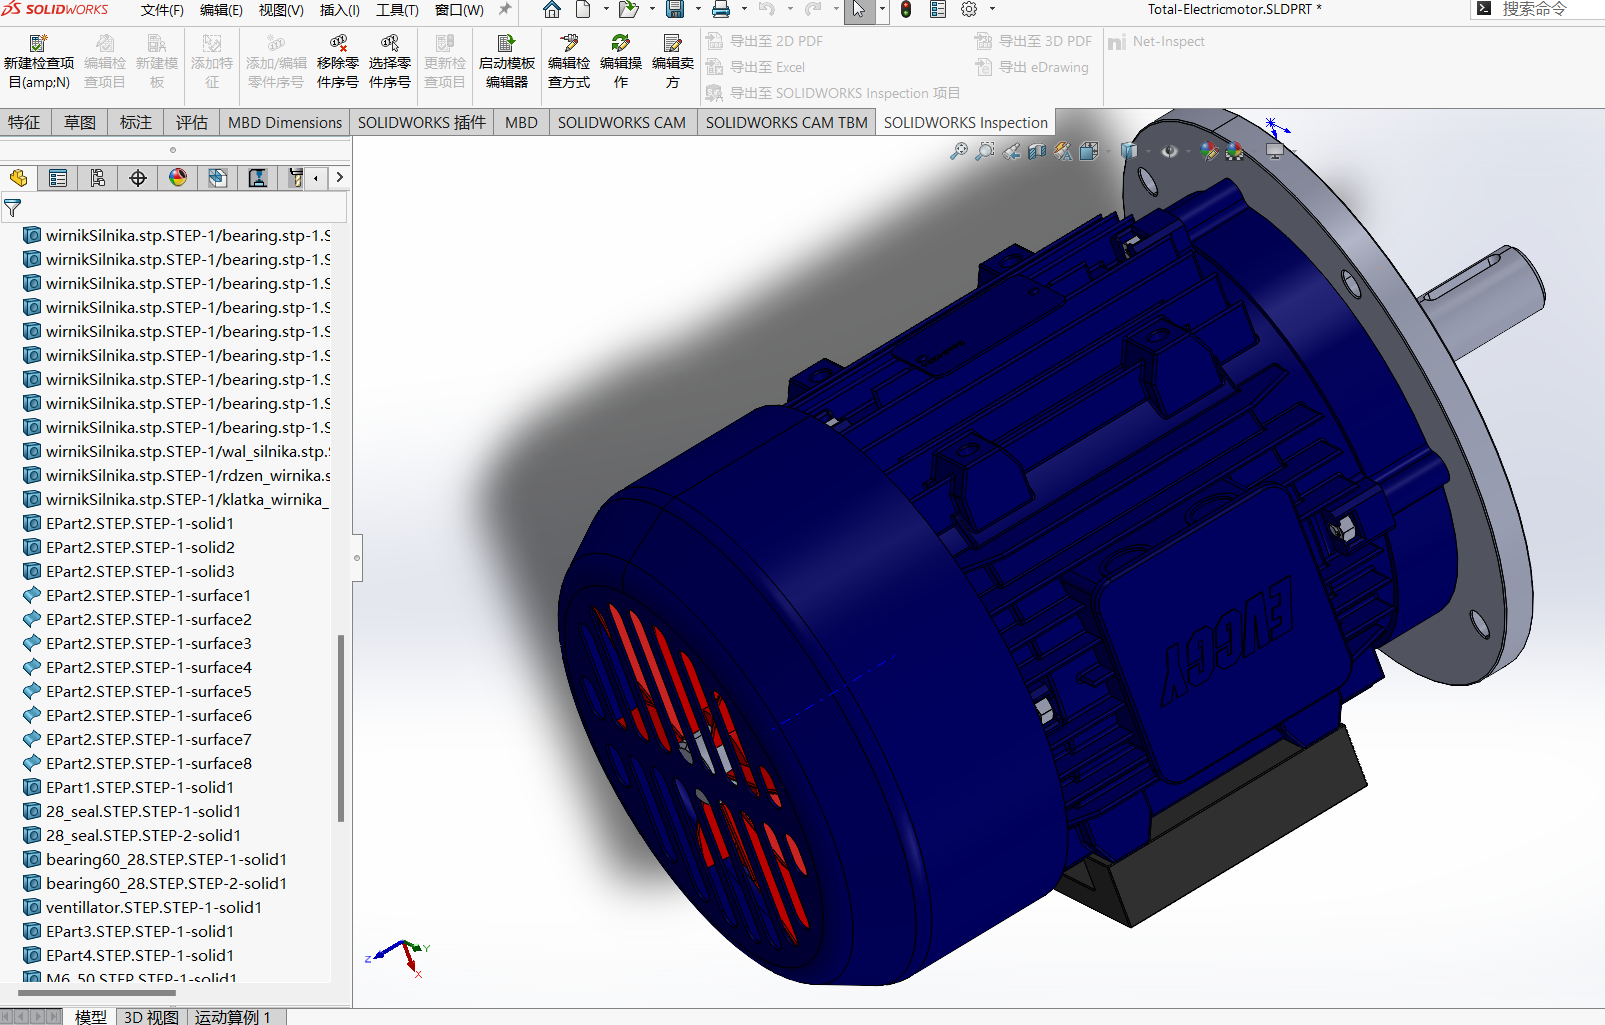 SOLIDWORKS 文件(F) 编辑(E) 视图(V) 插入(I) 工具(T) 窗口(W) Total-Electricmotor.SLDPRT * 搜索命令
新建检查项目(amp;N)
编辑检查项目
新建模板
添加特征
添加/编辑零件序号
移除零件序号
选择零件序号
更新检查项目
启动模板编辑器
编辑检查方式
编辑操作
编辑卖方
导出至 2D PDF
导出至 Excel
导出至 SOLIDWORKS Inspection 项目
导出至 3D PDF
导出 eDrawing
Net-Inspect
特征 草图 标注 评估 MBD Dimensions SOLIDWORKS 插件 MBD SOLIDWORKS CAM SOLIDWORKS CAM TBM SOLIDWORKS Inspection
wirnikSilnika.stp.STEP-1/bearing.stp-1.S
wirnikSilnika.stp.STEP-1/bearing.stp-1.S
wirnikSilnika.stp.STEP-1/bearing.stp-1.S
wirnikSilnika.stp.STEP-1/bearing.stp-1.S
wirnikSilnika.stp.STEP-1/bearing.stp-1.S
wirnikSilnika.stp.STEP-1/bearing.stp-1.S
wirnikSilnika.stp.STEP-1/bearing.stp-1.S
wirnikSilnika.stp.STEP-1/bearing.stp-1.S
wirnikSilnika.stp.STEP-1/bearing.stp-1.S
wirnikSilnika.stp.STEP-1/wal_silnika.stp.
wirnikSilnika.stp.STEP-1/rdzen_wirnika.s
wirnikSilnika.stp.STEP-1/klatka_wirnika_
EPart2.STEP.STEP-1-solid1
EPart2.STEP.STEP-1-solid2
EPart2.STEP.STEP-1-solid3
EPart2.STEP.STEP-1-surface1
EPart2.STEP.STEP-1-surface2
EPart2.STEP.STEP-1-surface3
EPart2.STEP.STEP-1-surface4
EPart2.STEP.STEP-1-surface5
EPart2.STEP.STEP-1-surface6
EPart2.STEP.STEP-1-surface7
EPart2.STEP.STEP-1-surface8
EPart1.STEP.STEP-1-solid1
28_seal.STEP.STEP-1-solid1
28_seal.STEP.STEP-2-solid1
bearing60_28.STEP.STEP-1-solid1
bearing60_28.STEP.STEP-2-solid1
ventillator.STEP.STEP-1-solid1
EPart3.STEP.STEP-1-solid1
EPart4.STEP.STEP-1-solid1
M6_50.STEP.STEP-1-solid1
EVGGY
Z Y
X
模型 3D 视图 运动算例 1